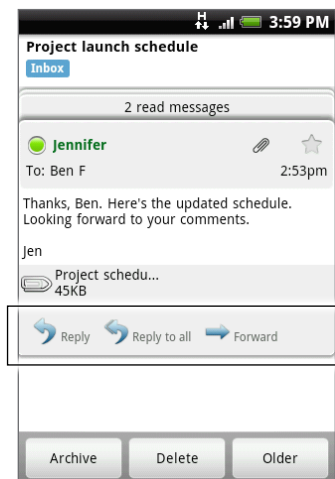 H 3:59 PM
Project launch schedule
Inbox
2 read messages
Jennifer
To: Ben F 2:53pm
Thanks, Ben. Here's the updated schedule.
Looking forward to your comments.
Jen
Project schedu...
45KB
Reply Reply to all Forward
Archive Delete Older